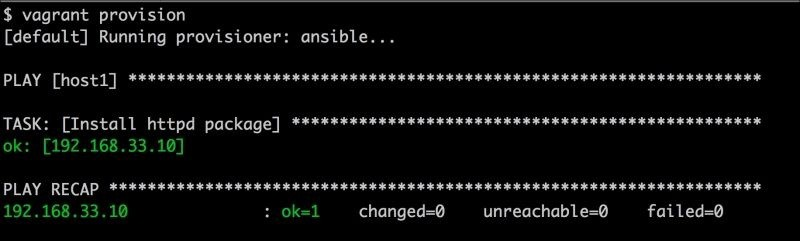 $ vagrant provision
[default] Running provisioner: ansible...
PLAY [host1] ******************************************************************
TASK: [Install httpd package] *************************************************
ok: [192.168.33.10]
PLAY RECAP ********************************************************************
192.168.33.10 : ok=1 changed=0 unreachable=0 failed=0